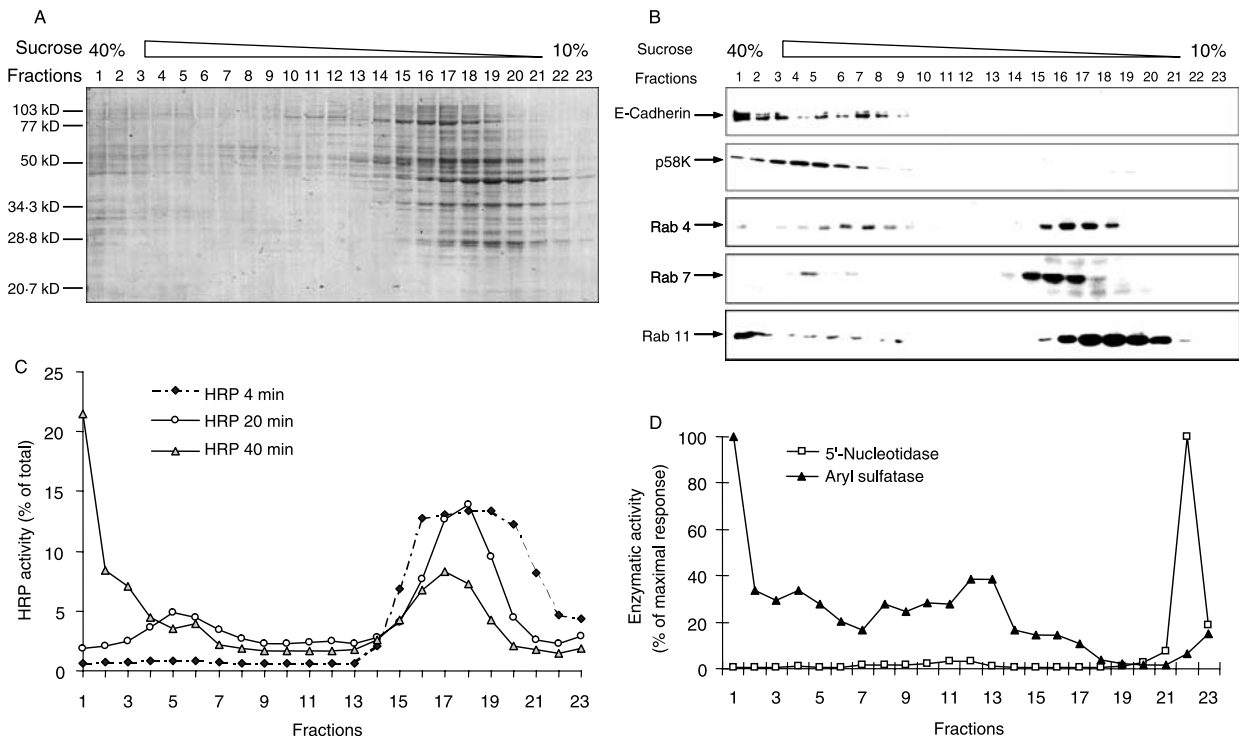 A
Sucrose 40% 10%
Fractions 1 2 3 4 5 6 7 8 9 10 11 12 13 14 15 16 17 18 19 20 21 22 23
103 kD
77 kD
50 kD
34·3 kD
28·8 kD
20·7 kD
B
Sucrose 40% 10%
Fractions 1 2 3 4 5 6 7 8 9 10 11 12 13 14 15 16 17 18 19 20 21 22 23
E-Cadherin
p58K
Rab 4
Rab 7
Rab 11
C
HRP activity (% of total)
25
20
15
10
5
0
HRP 4 min
HRP 20 min
HRP 40 min
1 3 5 7 9 11 13 15 17 19 21 23
Fractions
D
Enzymatic activity
(% of maximal response)
100
80
60
40
20
0
5'-Nucleotidase
Aryl sulfatase
1 3 5 7 9 11 13 15 17 19 21 23
Fractions